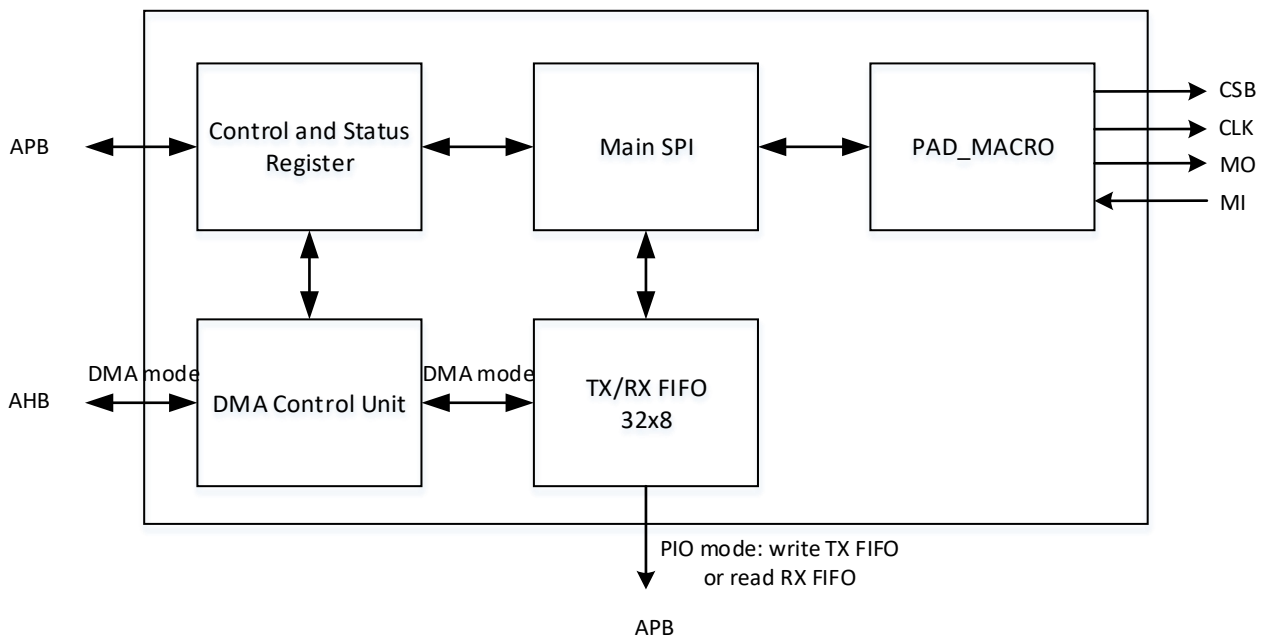 APB
Control and Status
Register
Main SPI
PAD_MACRO
CSB
CLK
MO
MI
AHB
DMA mode
DMA Control Unit
DMA mode
TX/RX FIFO
32x8
PIO mode: write TX FIFO
or read RX FIFO
APB